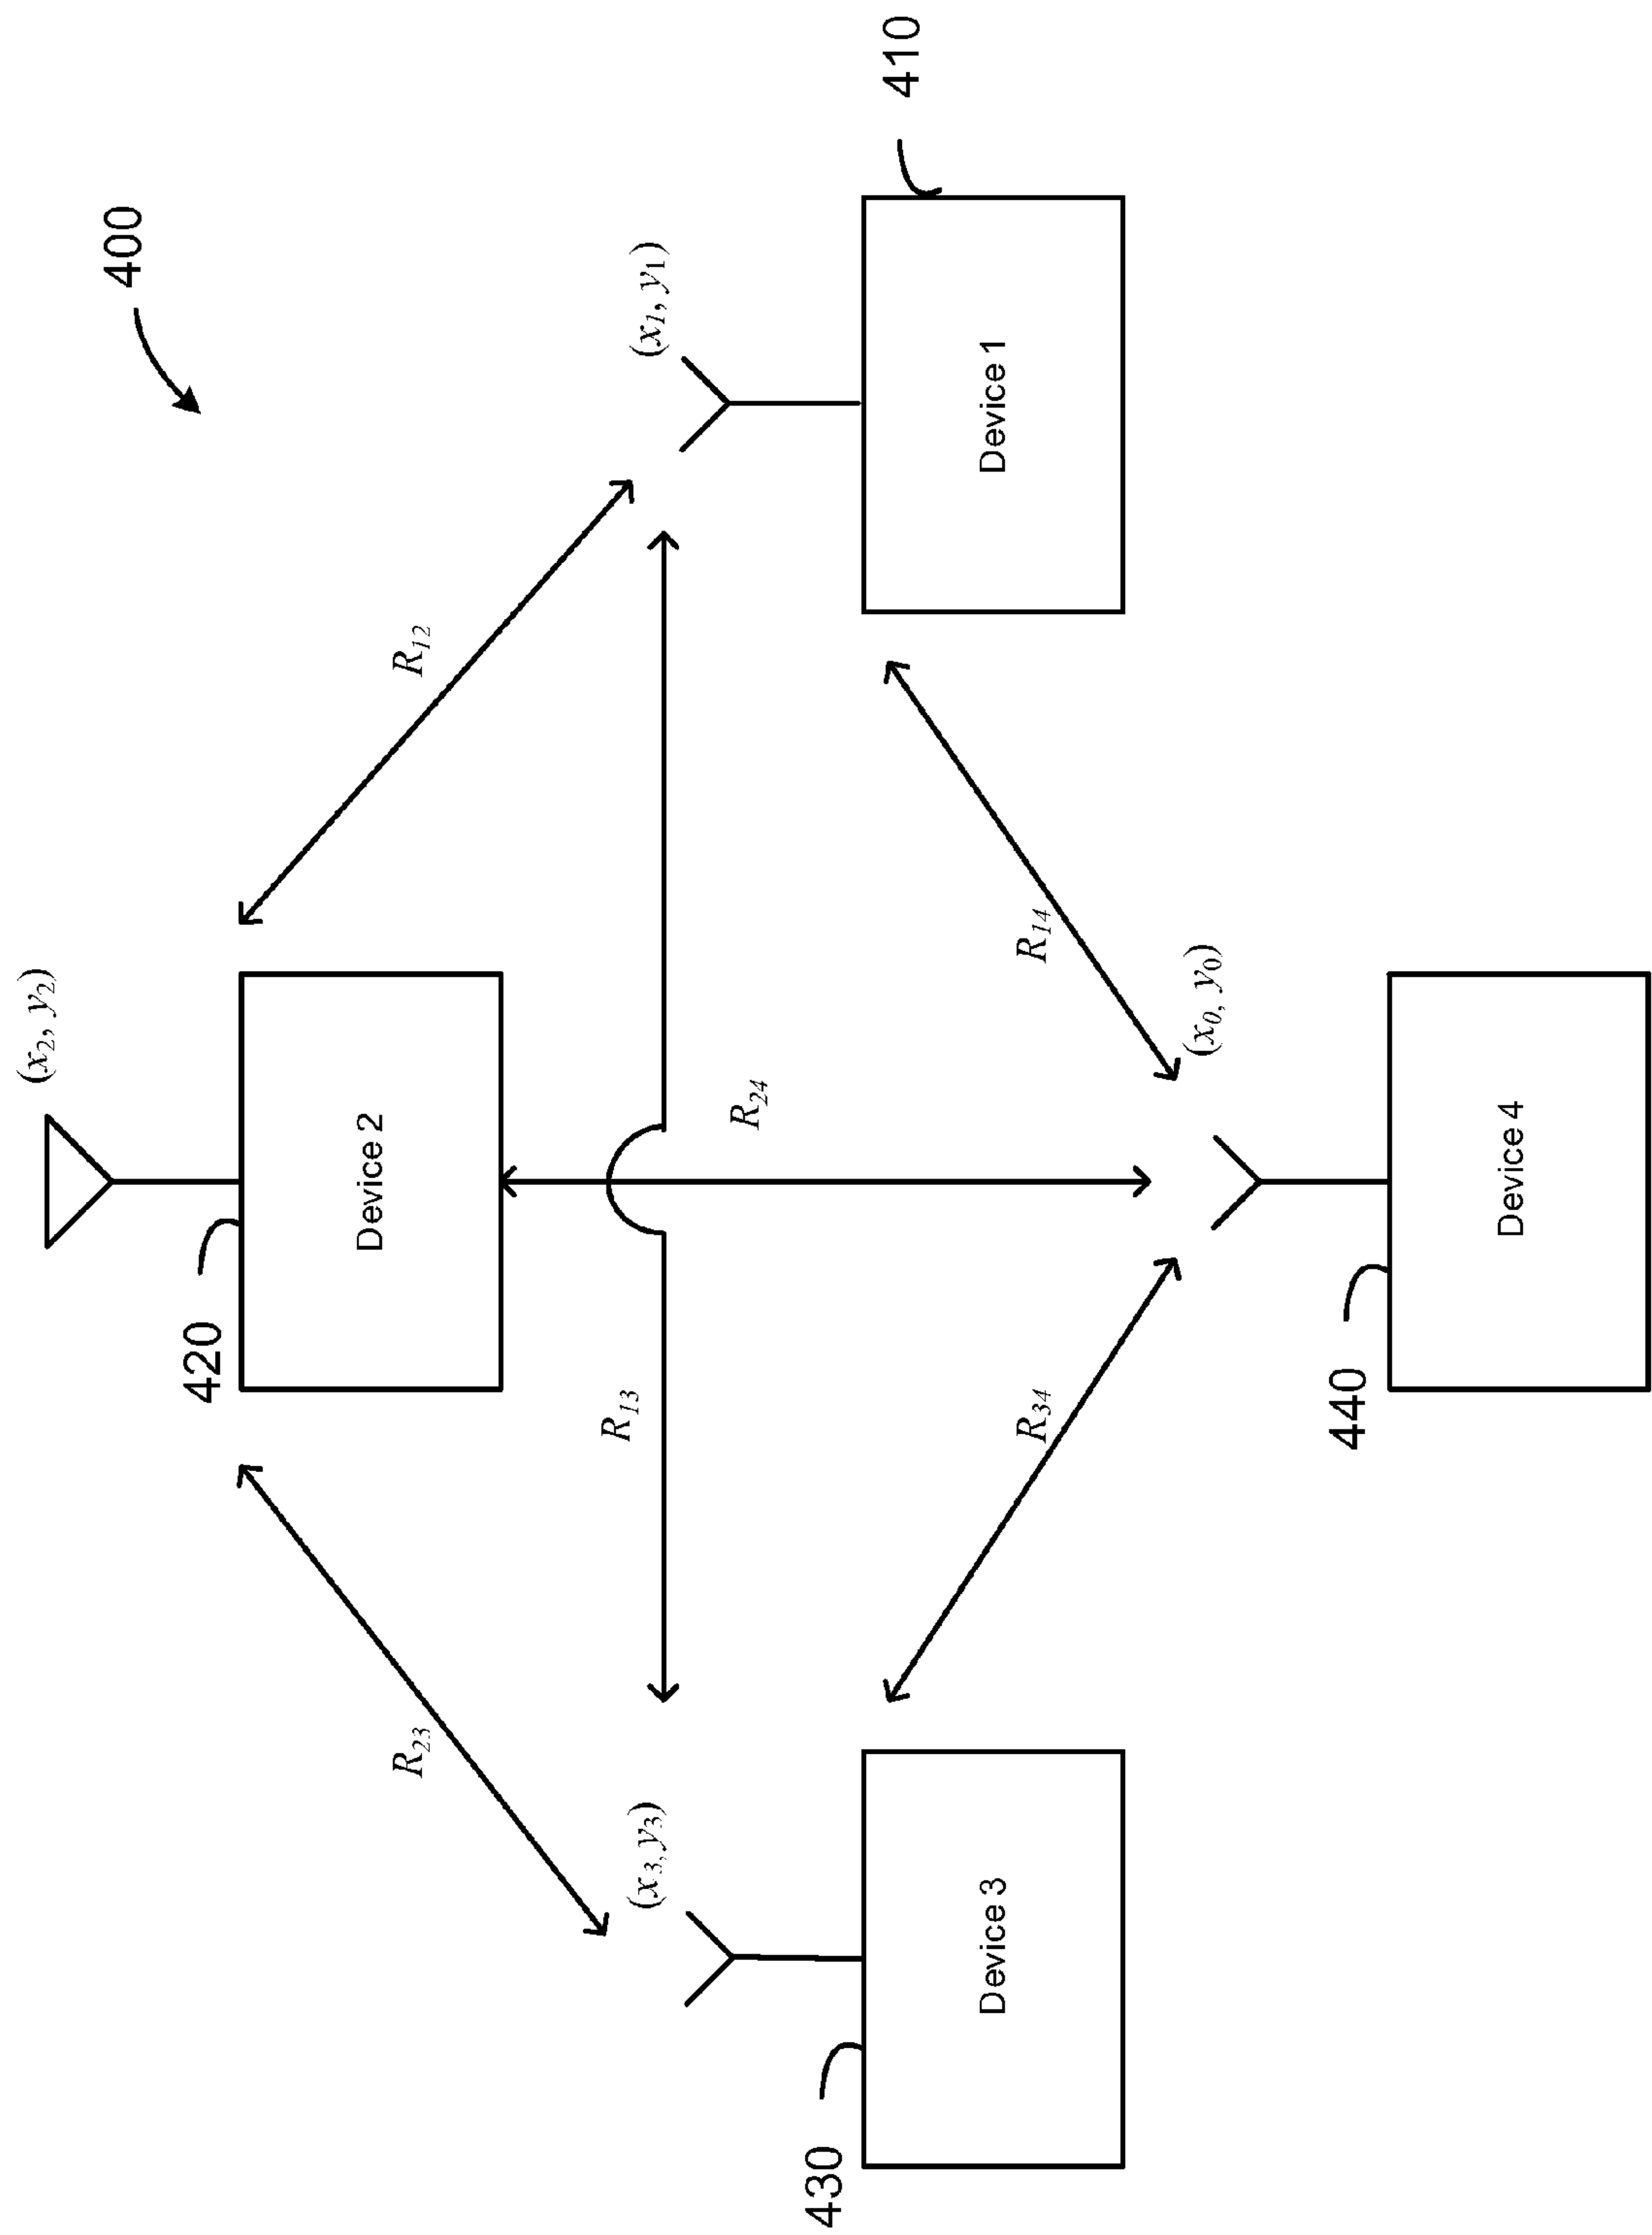 400
(x2, y2)
420
Device 2
R23
R12
(x3, y3)
(x1, y1)
R13
R24
430
Device 3
410
Device 1
R34
R14
(x0, y0)
440
Device 4